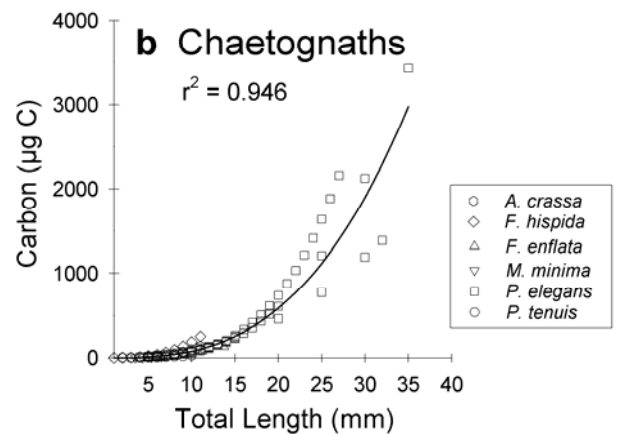 b Chaetognaths
r² = 0.946
Carbon (µg C)
4000
3000
2000
1000
0
5 10 15 20 25 30 35 40
Total Length (mm)
A. crassa
F. hispida
F. enflata
M. minima
P. elegans
P. tenuis